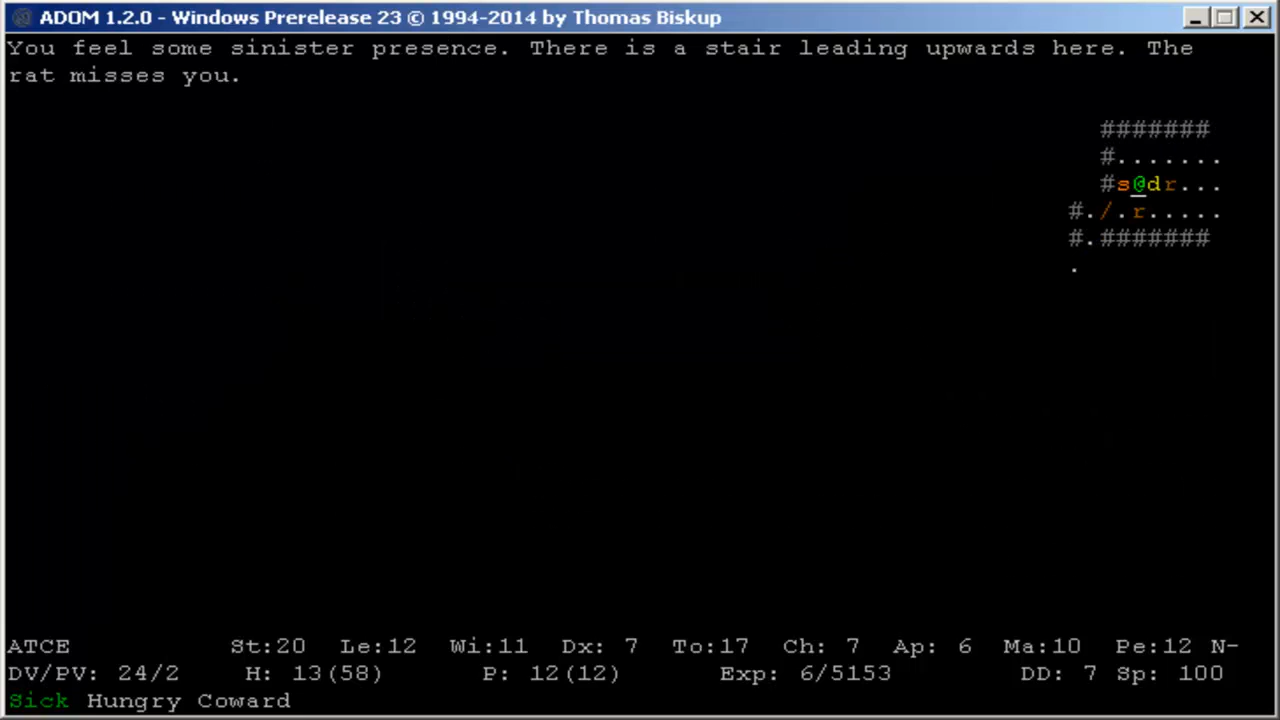 ADOM 1.2.0 - Windows Prerelease 23 © 1994-2014 by Thomas Biskup
You feel some sinister presence. There is a stair leading upwards here. The
rat misses you.
#######
#.......
#s@dr...
#./.r.....
#.#######
.
ATCE St:20 Le:12 Wi:11 Dx: 7 To:17 Ch: 7 Ap: 6 Ma:10 Pe:12 N-
DV/PV: 24/2 H: 13(58) P: 12(12) Exp: 6/5153 DD: 7 Sp: 100
Sick Hungry Coward